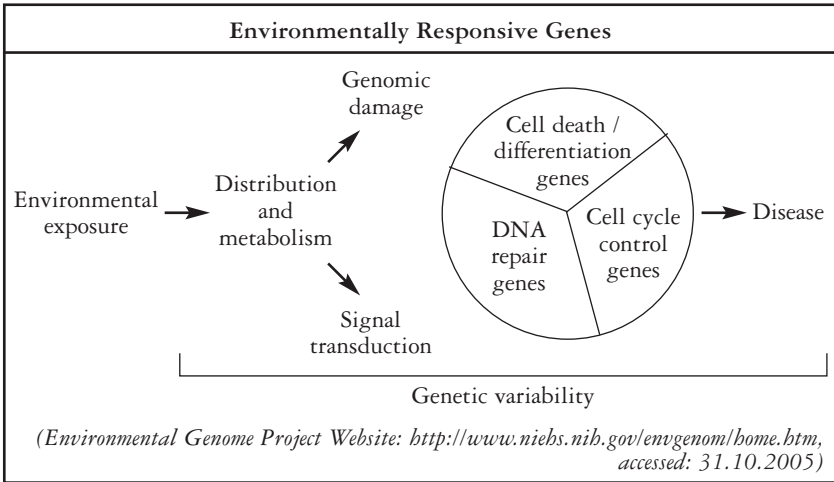 Environmentally Responsive Genes
Genomic
damage
Environmental
exposure
Distribution
and
metabolism
Signal
transduction
Cell death /
differentiation
genes
DNA
repair
genes
Cell cycle
control
genes
Disease
Genetic variability
(Environmental Genome Project Website: http://www.niehs.nih.gov/envgenom/home.htm,
accessed: 31.10.2005)